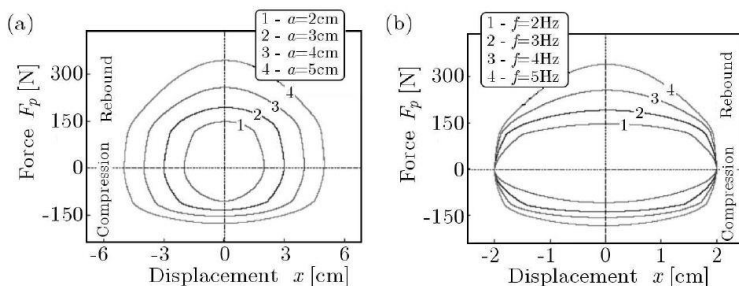 (a)
1 - a=2cm
2 - a=3cm
3 - a=4cm
4 - a=5cm
Force F_p [N]
Rebound
Compression
300
150
0
-150
4
3
2
1
-6 -3 0 3 6
Displacement x [cm]
(b)
1 - f=2Hz
2 - f=3Hz
3 - f=4Hz
4 - f=5Hz
Force F_p [N]
Rebound
Compression
300
150
0
-150
4
3
2
1
-2 -1 0 1 2
Displacement x [cm]